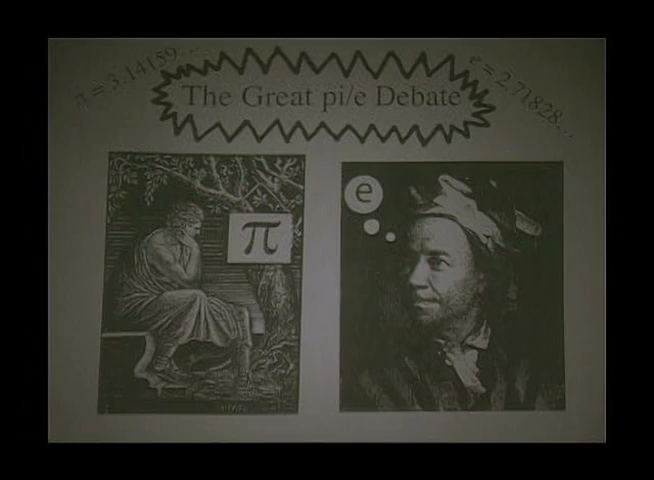 π = 3.14159...
The Great pi/e Debate
e = 2.71828...
π
e